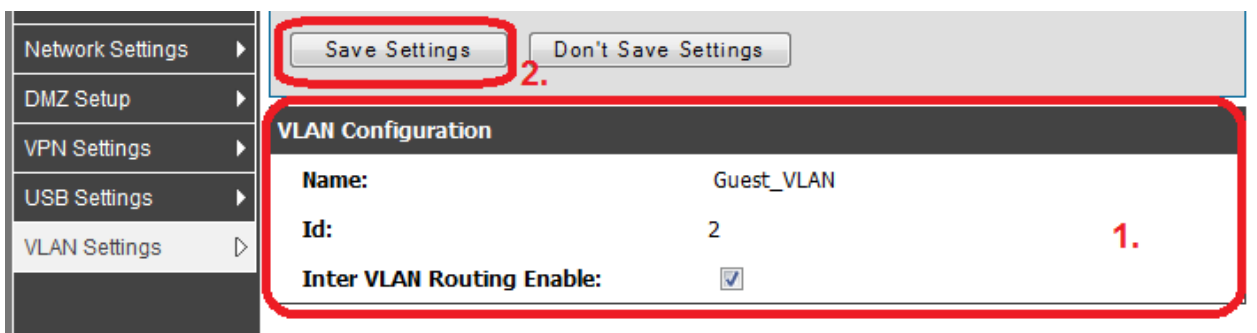 Network Settings
DMZ Setup
VPN Settings
USB Settings
VLAN Settings
Save Settings Don't Save Settings
2.
VLAN Configuration
Name: Guest_VLAN
Id: 2
1.
Inter VLAN Routing Enable: